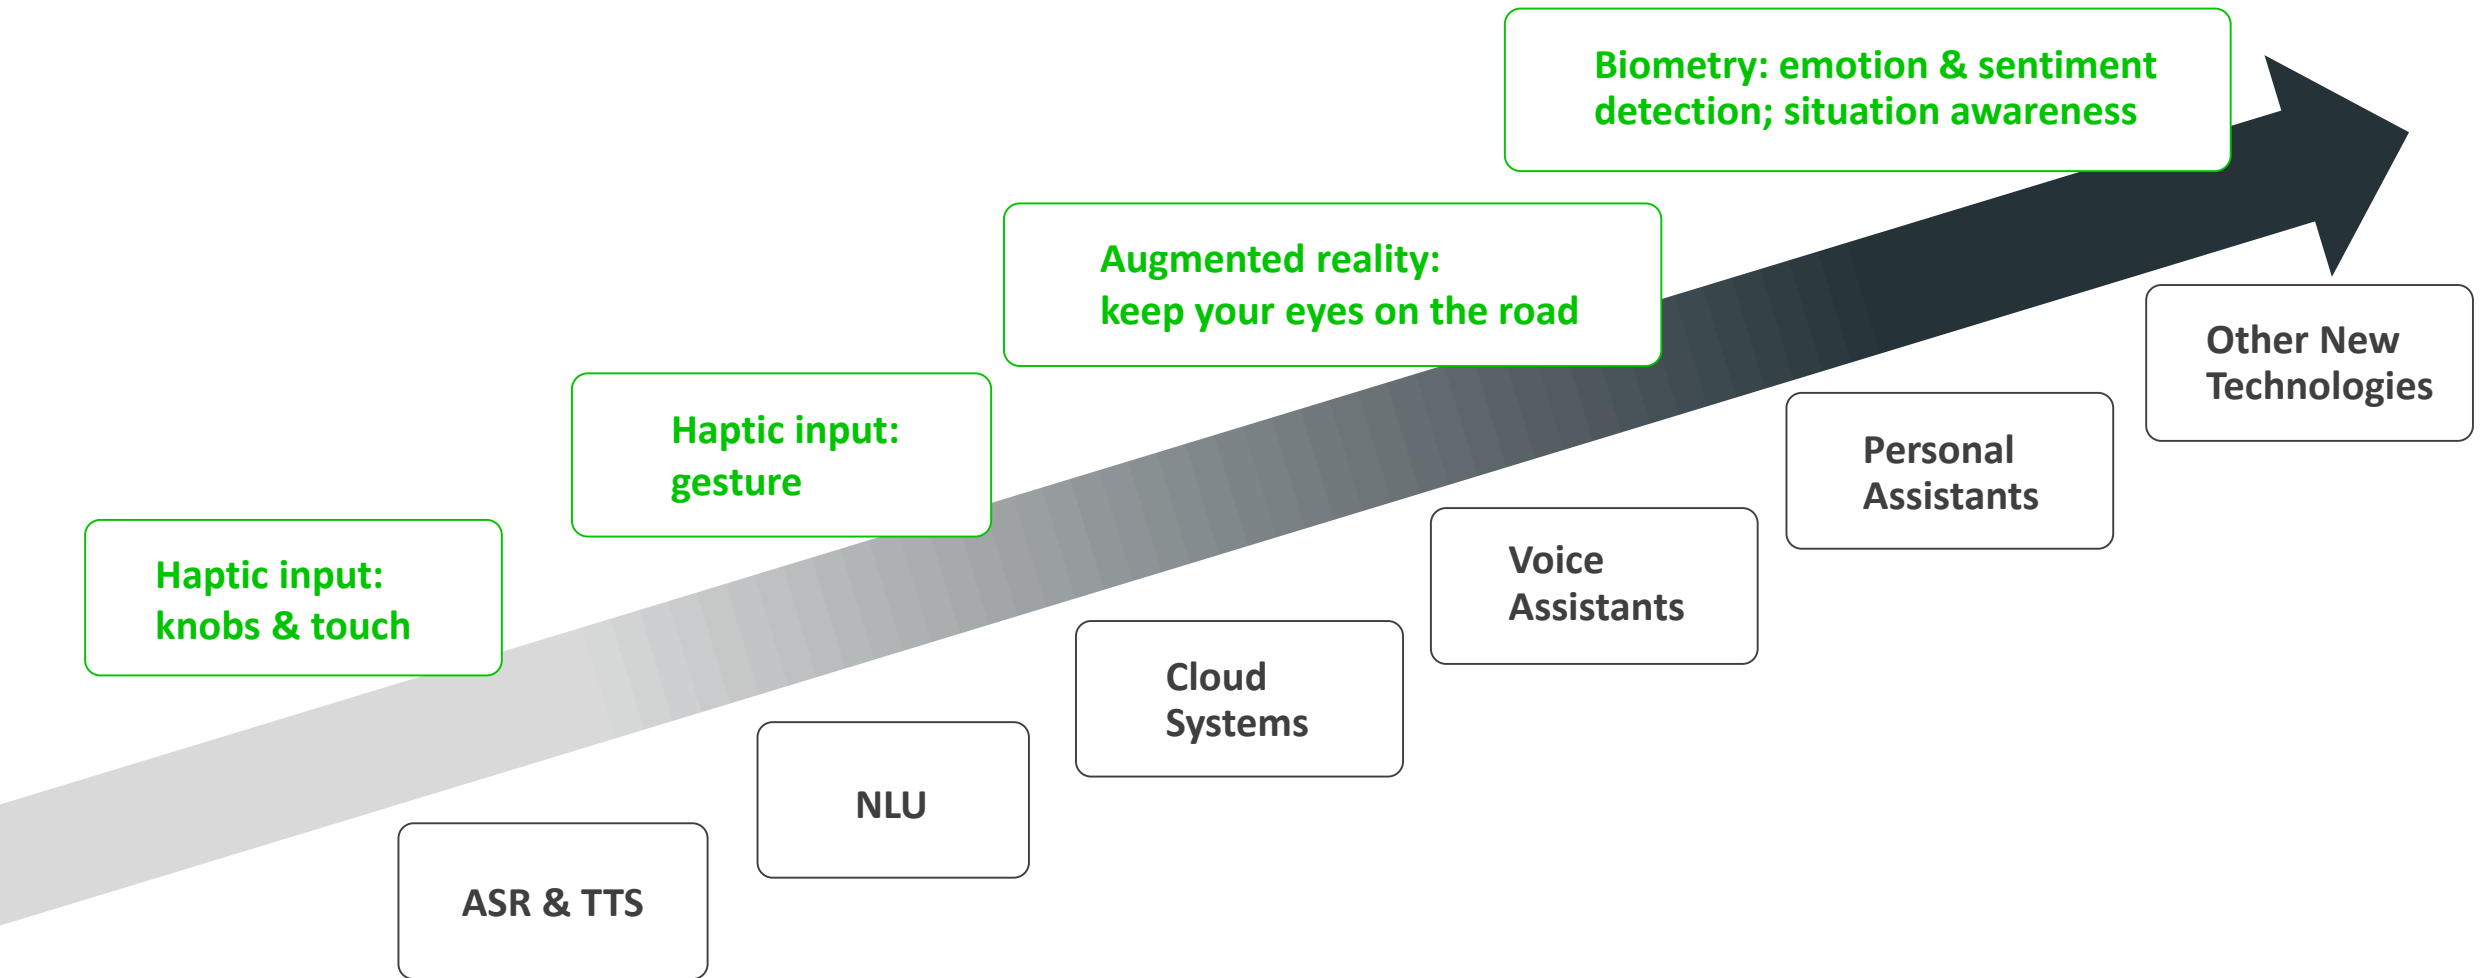 Biometry: emotion & sentiment
detection; situation awareness
Augmented reality:
keep your eyes on the road
Haptic input:
gesture
Haptic input:
knobs & touch
Other New
Technologies
Personal
Assistants
Voice
Assistants
Cloud
Systems
NLU
ASR & TTS